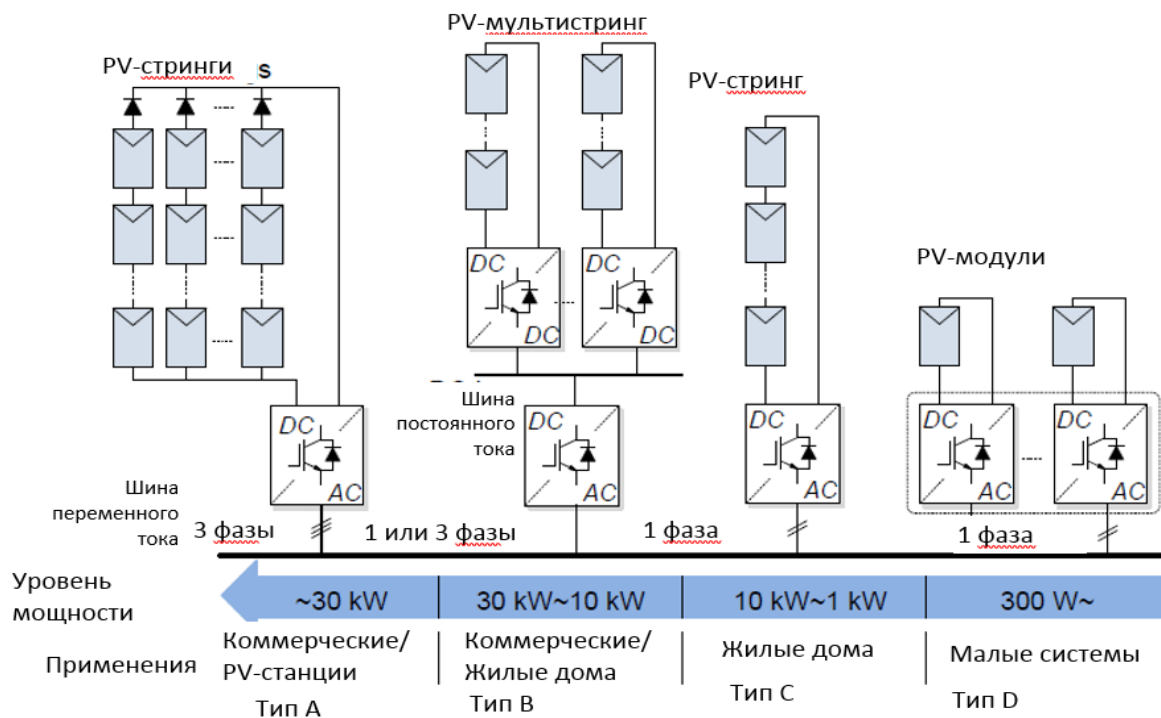 PV-мультистринг
PV-стринги
PV-стринг
PV-модули
DC
DC
DC
DC
DC
AC
Шина
постоянного
тока
DC
AC
DC
AC
DC
AC
DC
AC
Шина
переменного
тока
3 фазы
1 или 3 фазы
1 фаза
1 фаза
Уровень
мощности
~30 kW
30 kW~10 kW
10 kW~1 kW
300 W~
Применения
Коммерческие/
PV-станции
Тип A
Коммерческие/
Жилые дома
Тип B
Жилые дома
Тип C
Малые системы
Тип D